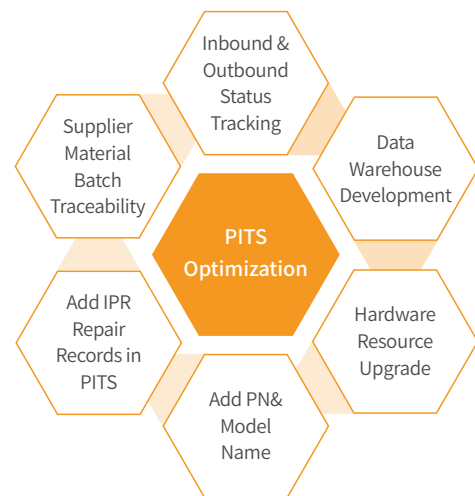 Inbound &
Outbound
Status
Tracking
Data
Warehouse
Development
Hardware
Resource
Upgrade
Add PN&
Model
Name
Add IPR
Repair
Records in
PITS
Supplier
Material
Batch
Traceability
PITS
Optimization